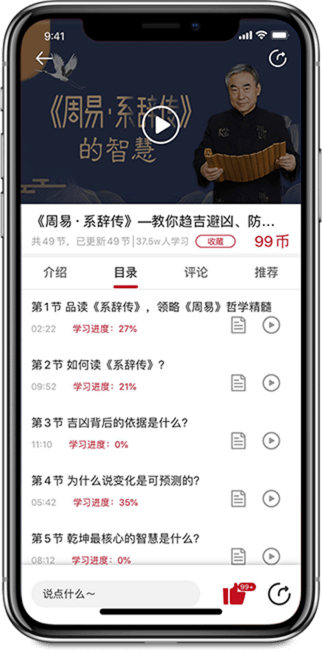 9:41
《周易·系辞传》
的智慧
《周易 · 系辞传》—教你趋吉避凶、防...
共49节，已更新49节 | 37.5w人学习 收藏 99币
介绍 目录 评论 推荐
第1节 品读《系辞传》，领略《周易》哲学精髓
02:22 学习进度：27%
第2节 如何读《系辞传》?
09:52 学习进度：21%
第3节 吉凶背后的依据是什么?
11:10 学习进度：0%
第4节 为什么说变化是可预测的?
05:42 学习进度：35%
第5节 乾坤最核心的智慧是什么?
08:12 学习进度：0%
说点什么～ 99+